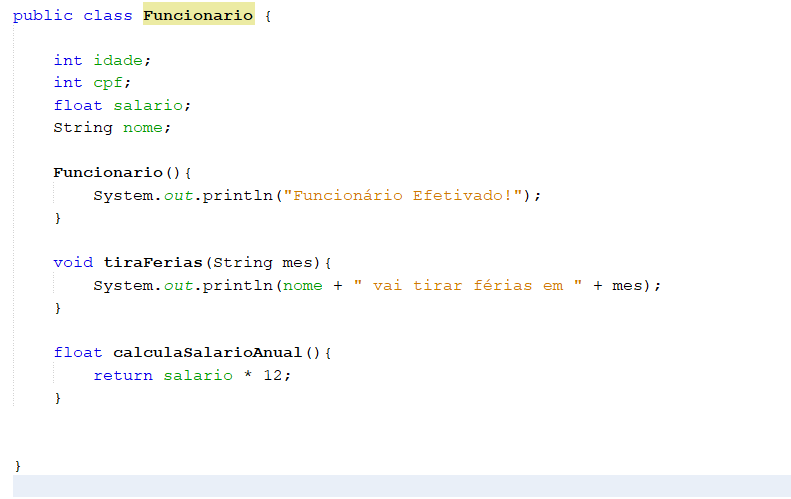 public class Funcionario {
int idade;
int cpf;
float salario;
String nome;
Funcionario(){
System.out.println("Funcionário Efetivado!");
}
void tiraFerias(String mes){
System.out.println(nome + " vai tirar férias em " + mes);
}
float calculaSalarioAnual(){
return salario * 12;
}
}